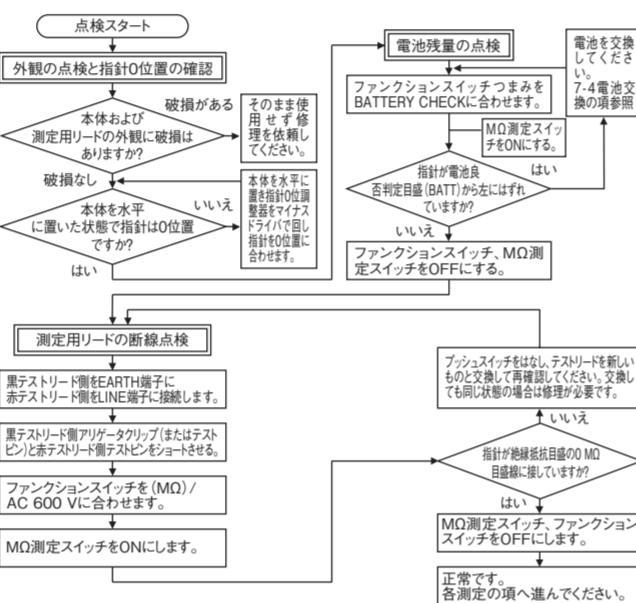 点検スタート
外観の点検と指針0位置の確認
本体および
測定用リードの外観に破損は
ありますか?
破損がある
そのまま使
用せず修
理を依頼し
てください。
破損なし
本体を水平
に置いた状態で指針は0位置
ですか?
いいえ
本体を水平に
置き指針0位調
整器をマイナス
ドライバで回し
指針を0位置に
合わせます。
はい
電池残量の点検
ファンクションスイッチつまみを
BATTERY CHECKに合わせます。
MΩ測定スイッ
チをONにする。
指針が電池良
否判定目盛(BATT)から左にはずれ
ていますか?
はい
電池を交換
してくださ
い。
7-4電池交
換の項参照
いいえ
ファンクションスイッチ、MΩ測
定スイッチをOFFにする。
測定用リードの断線点検
黒テストリード側をEARTH端子に
赤テストリード側をLINE端子に接続します。
黒テストリード側アリゲータクリップ(またはテスト
ピン)と赤テストリード側テストピンをショートさせる。
ファンクションスイッチを(MΩ)/
AC 600 Vに合わせます。
MΩ測定スイッチをONにします。
プッシュスイッチをはなし、テストリードを新しい
ものと交換して再確認してください。交換し
ても同じ状態の場合は修理が必要です。
いいえ
指針が絶縁抵抗目盛の0 MΩ
目盛線に接していますか?
はい
MΩ測定スイッチ、ファンクション
スイッチをOFFにします。
正常です。
各測定の項へ進んでください。